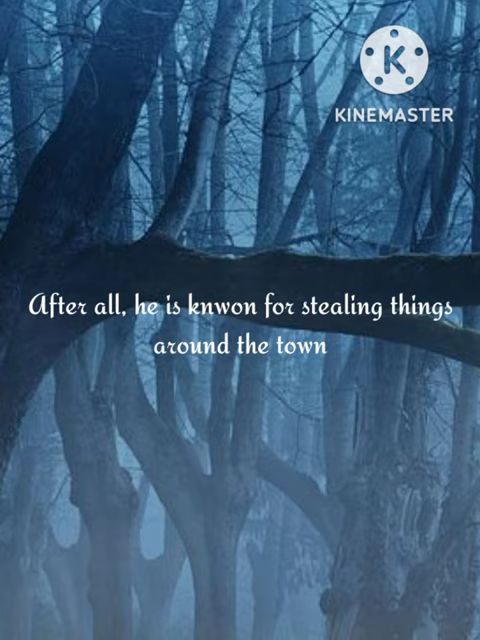 K
KINEMASTER
After all, he is knwon for stealing things
around the town